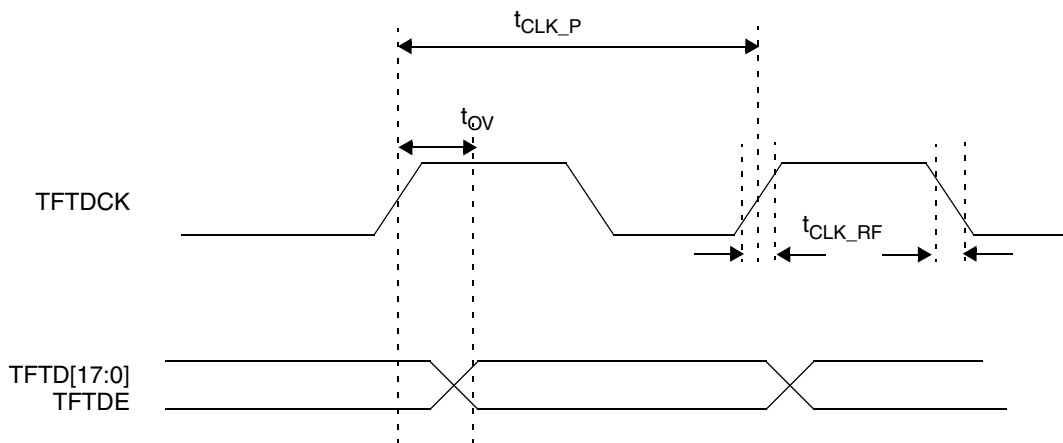 tCLK_P
tOV
TFTDCK
tCLK_RF
TFTD[17:0]
TFTDE